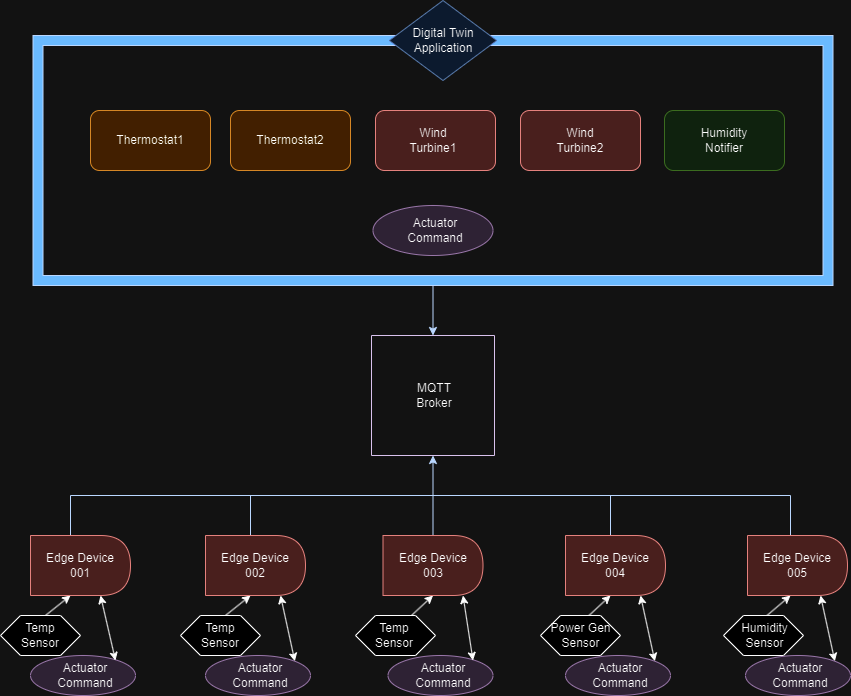 Digital Twin
Application
Thermostat1
Thermostat2
Wind
Turbine1
Wind
Turbine2
Humidity
Notifier
Actuator
Command
MQTT
Broker
Edge Device
001
Edge Device
002
Edge Device
003
Edge Device
004
Edge Device
005
Temp
Sensor
Temp
Sensor
Temp
Sensor
Power Gen
Sensor
Humidity
Sensor
Actuator
Command
Actuator
Command
Actuator
Command
Actuator
Command
Actuator
Command